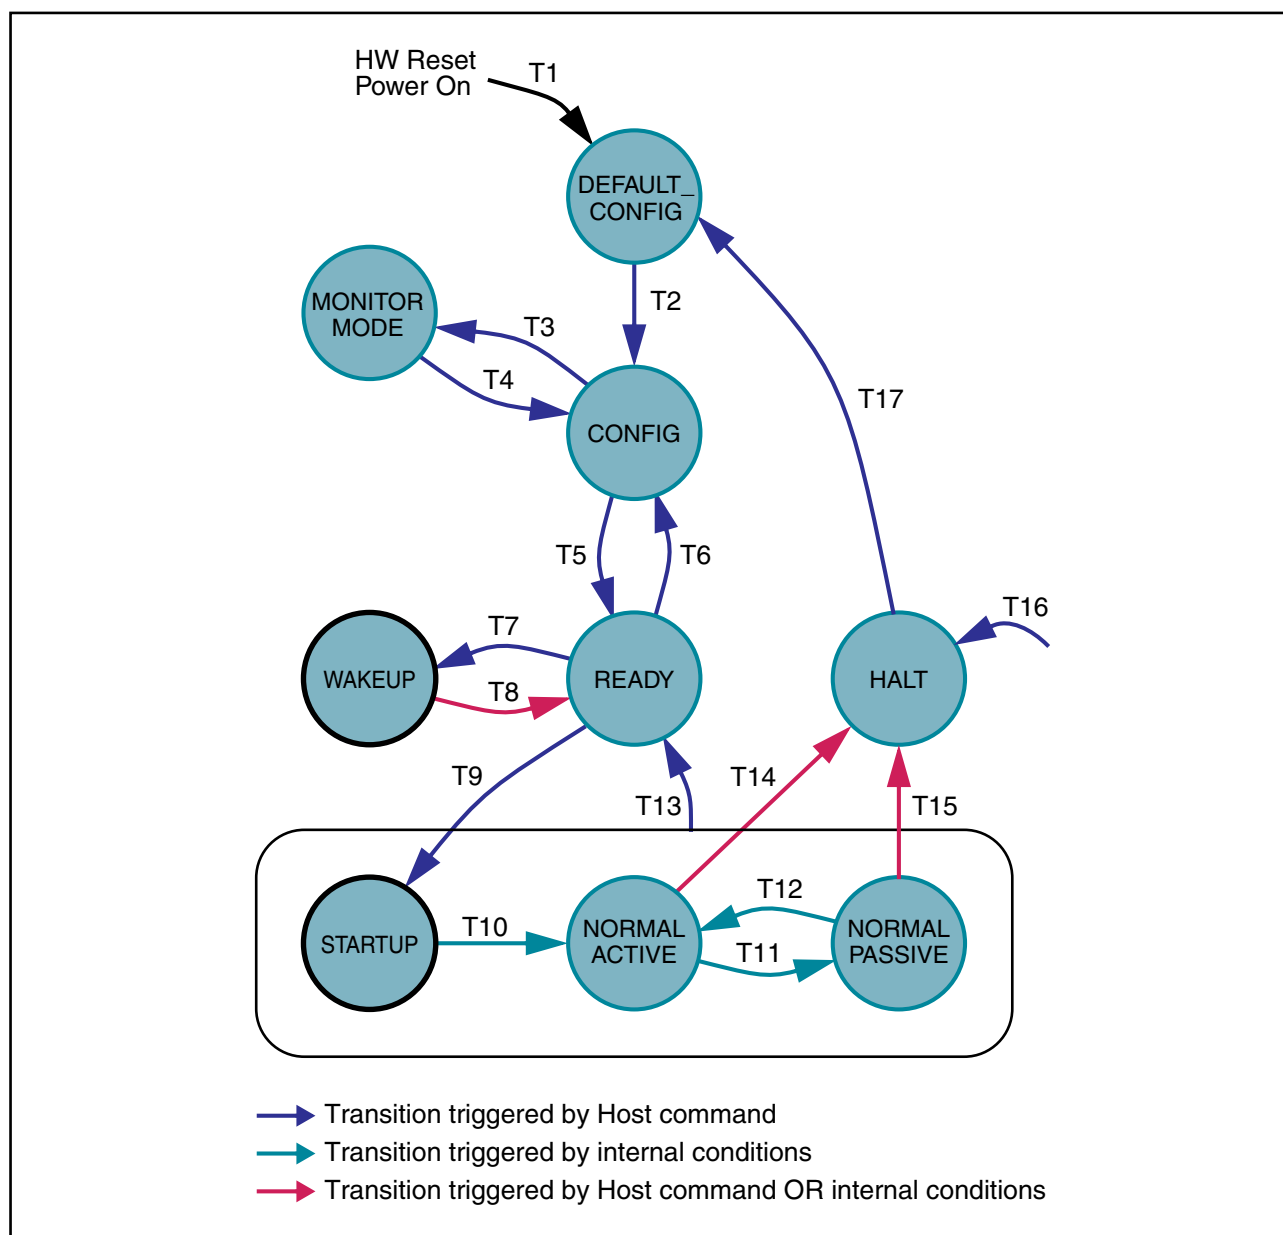 HW Reset
Power On
T1
DEFAULT_
CONFIG
T2
MONITOR
MODE
T3
T4
T17
CONFIG
T5
T6
T16
T7
WAKEUP
T8
READY
HALT
T9
T14
T13
T15
STARTUP
T10
NORMAL
ACTIVE
T12
T11
NORMAL
PASSIVE
Transition triggered by Host command
Transition triggered by internal conditions
Transition triggered by Host command OR internal conditions